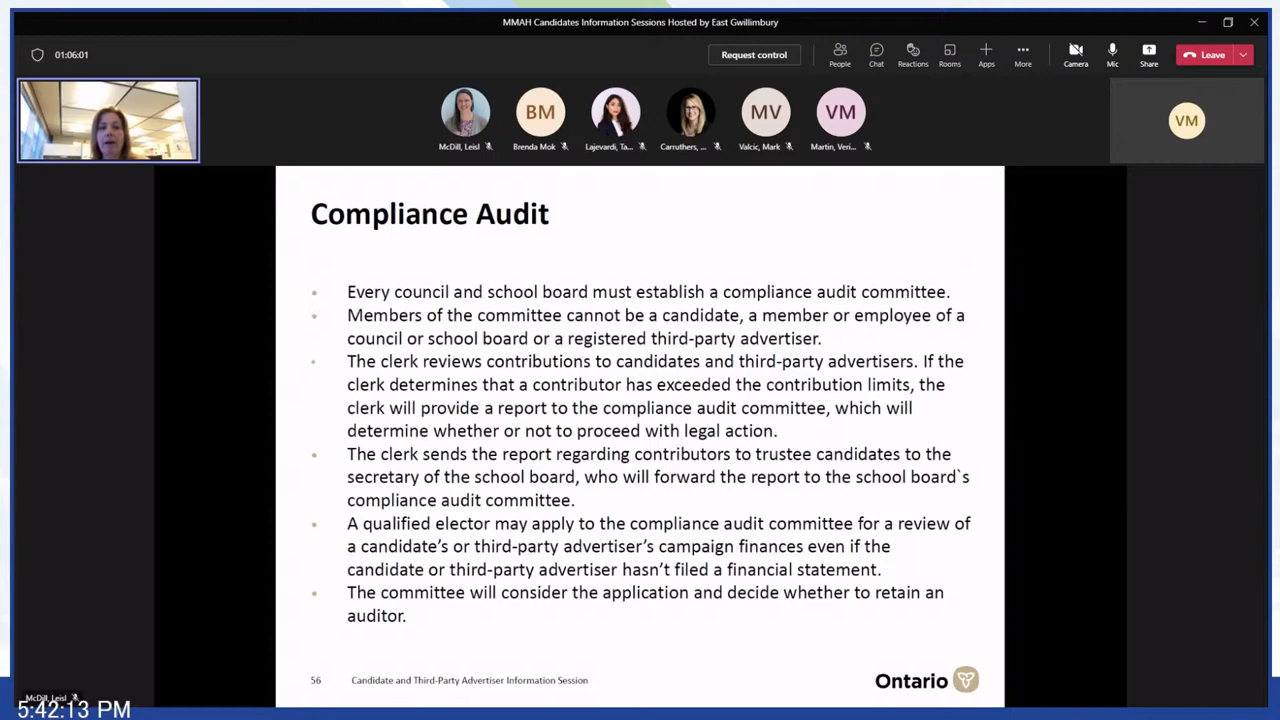 MMAH Candidates Information Sessions Hosted by East Gwillimbury
01:06:01
Request control
People
Chat
Reactions
Rooms
Apps
More
Camera
Mic
Share
Leave
BM
MV
VM
VM
McDill, Leisl
Brenda Mok
Lajevardi, Ta...
Carruthers, ...
Valcic, Mark
Martin, Veri...
Compliance Audit
• Every council and school board must establish a compliance audit committee.
• Members of the committee cannot be a candidate, a member or employee of a
council or school board or a registered third-party advertiser.
• The clerk reviews contributions to candidates and third-party advertisers. If the
clerk determines that a contributor has exceeded the contribution limits, the
clerk will provide a report to the compliance audit committee, which will
determine whether or not to proceed with legal action.
• The clerk sends the report regarding contributors to trustee candidates to the
secretary of the school board, who will forward the report to the school board`s
compliance audit committee.
• A qualified elector may apply to the compliance audit committee for a review of
a candidate’s or third-party advertiser’s campaign finances even if the
candidate or third-party advertiser hasn’t filed a financial statement.
• The committee will consider the application and decide whether to retain an
auditor.
56 Candidate and Third-Party Advertiser Information Session
Ontario
McDill, Leisl
5:42:13 PM